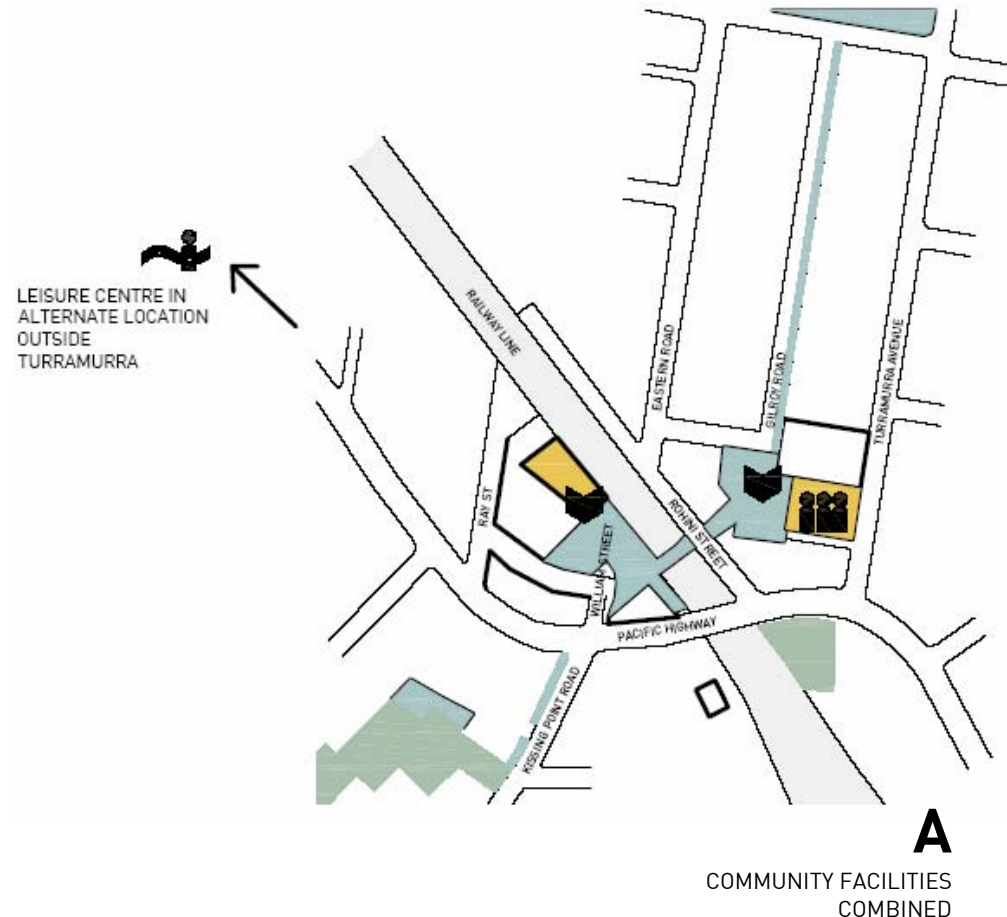 LEISURE CENTRE IN
ALTERNATE LOCATION
OUTSIDE
TURRAMURRA
RAILWAY LINE
EASTERN ROAD
GILROY ROAD
TURRAMURRA AVENUE
RAY ST
ROHINI STREET
WILLIAM STREET
PACIFIC HIGHWAY
KISSING POINT ROAD
A
COMMUNITY FACILITIES
COMBINED